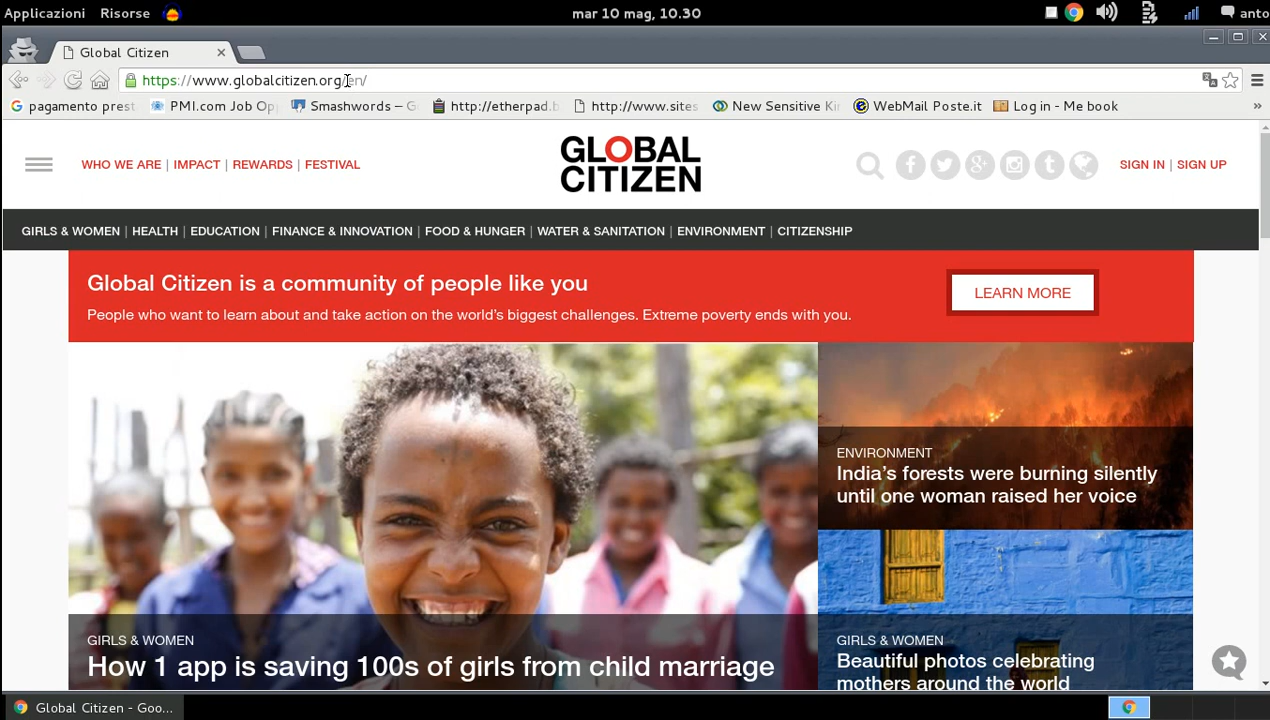 Applicazioni Risorse mar 10 mag, 10.30 anto
Global Citizen
https://www.globalcitizen.org/en/
pagamento prest PMI.com Job Opp Smashwords – G http://etherpad.b http://www.sites New Sensitive Kin WebMail Poste.it Log in - Me book »
WHO WE ARE | IMPACT | REWARDS | FESTIVAL
GLOBAL
CITIZEN
SIGN IN | SIGN UP
GIRLS & WOMEN | HEALTH | EDUCATION | FINANCE & INNOVATION | FOOD & HUNGER | WATER & SANITATION | ENVIRONMENT | CITIZENSHIP
Global Citizen is a community of people like you
People who want to learn about and take action on the world's biggest challenges. Extreme poverty ends with you.
LEARN MORE
GIRLS & WOMEN
How 1 app is saving 100s of girls from child marriage
ENVIRONMENT
India's forests were burning silently
until one woman raised her voice
GIRLS & WOMEN
Beautiful photos celebrating
mothers around the world
Global Citizen - Goo...